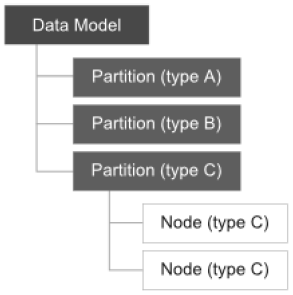 Data Model
Partition (type A)
Partition (type B)
Partition (type C)
Node (type C)
Node (type C)